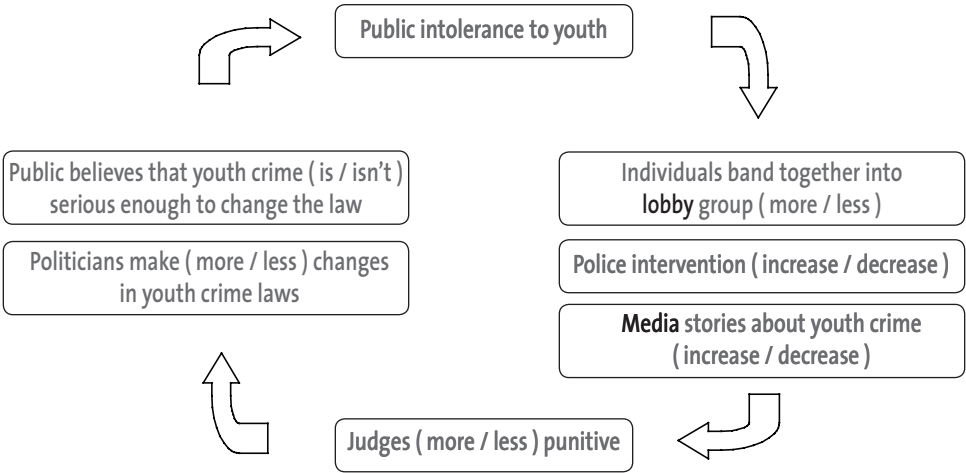 Public intolerance to youth
Individuals band together into
lobby group ( more / less )
Police intervention ( increase / decrease )
Media stories about youth crime
( increase / decrease )
Judges ( more / less ) punitive
Public believes that youth crime ( is / isn’t )
serious enough to change the law
Politicians make ( more / less ) changes
in youth crime laws